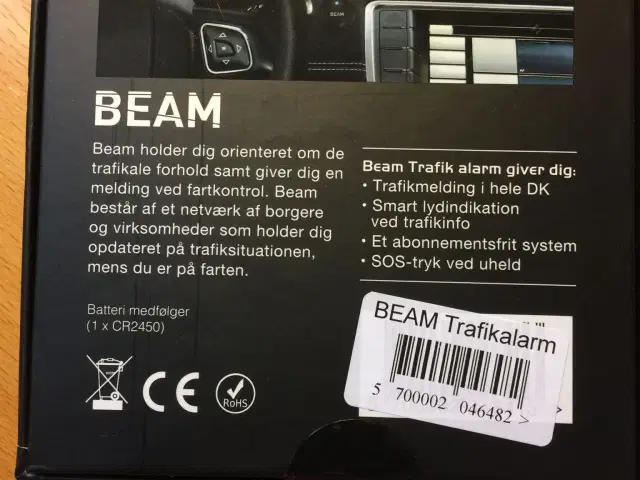 BEAM
BEAM
Beam holder dig orienteret om de
trafikale forhold samt giver dig en
melding ved fartkontrol. Beam
består af et netværk af borgere
og virksomheder som holder dig
opdateret på trafiksituationen,
mens du er på farten.
Batteri medfølger
(1 x CR2450)
CE
RoHS
Beam Trafik alarm giver dig:
• Trafikmelding i hele DK
• Smart lydindikation
ved trafikinfo
• Et abonnementsfrit system
• SOS-tryk ved uheld
BEAM Trafikalarm
5 700002 046482 >